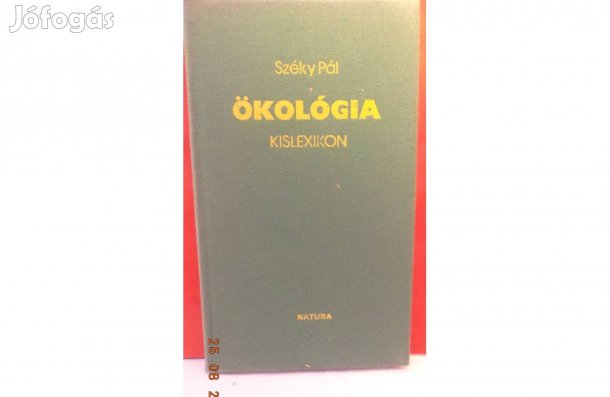 Jófogás
Széky Pál
ÖKOLÓGIA
KISLEXIKON
NATURA
25 08 2